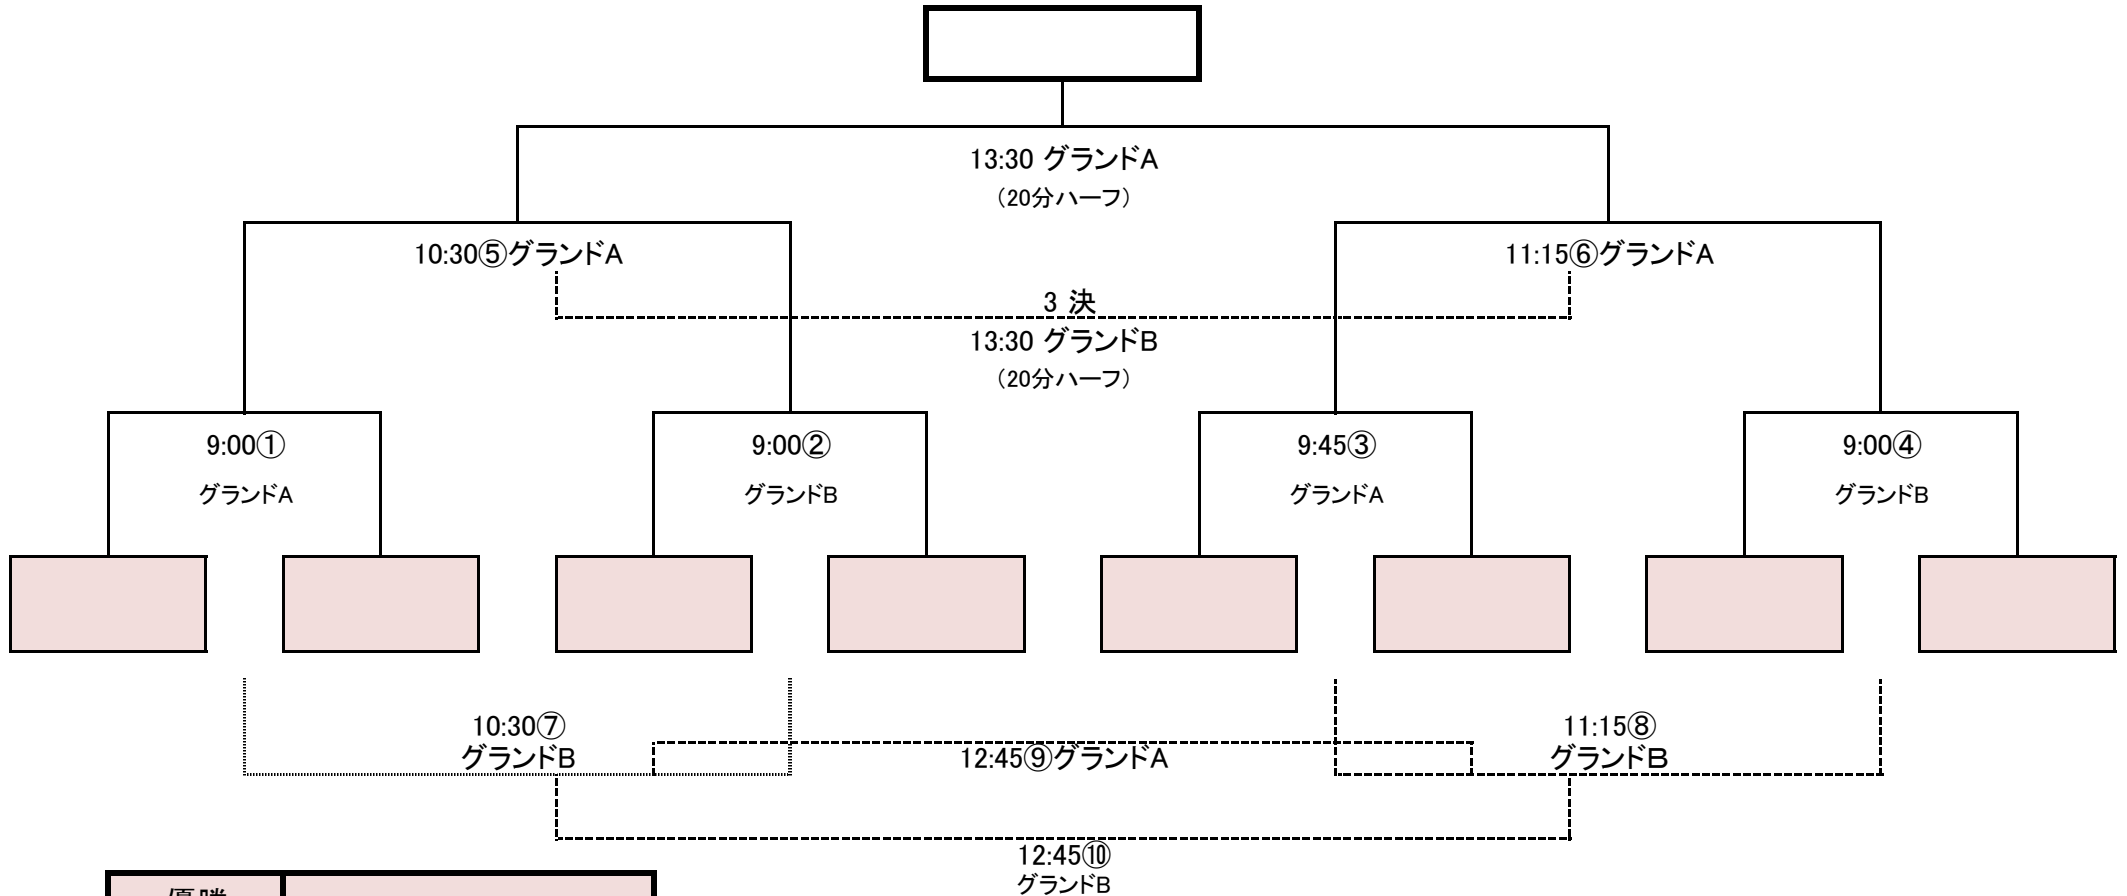 13:30 グランドA
（20分ハーフ）
10:30⑤グランドA
11:15⑥グランドA
3 決
13:30 グランドB
（20分ハーフ）
9:00①
グランドA
9:00②
グランドB
9:45③
グランドA
9:00④
グランドB
10:30⑦
グランドB
12:45⑨グランドA
11:15⑧
グランドB
12:45⑩
グランドB
優勝